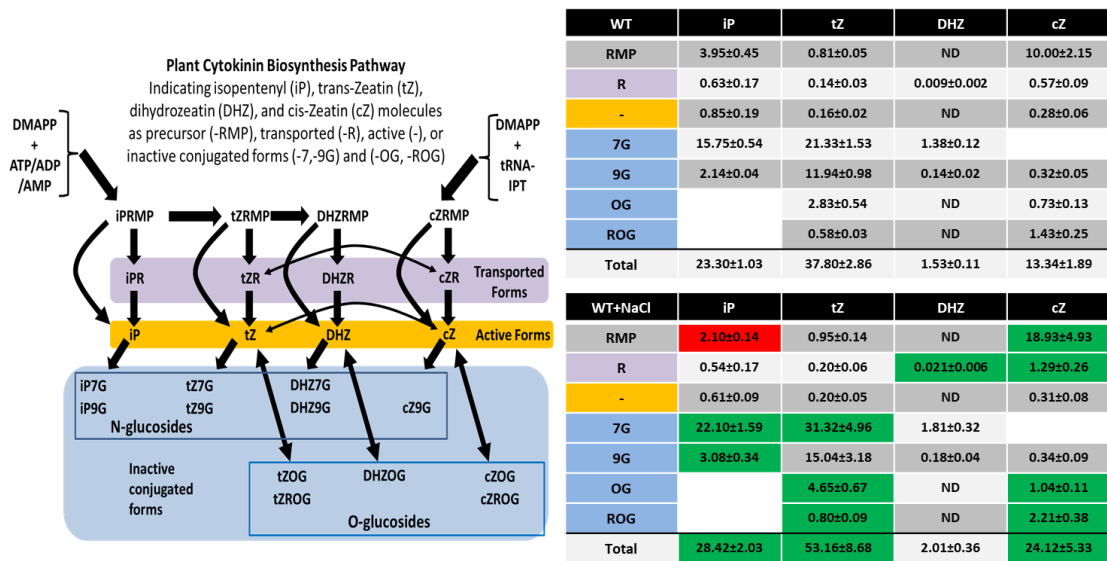 Plant Cytokinin Biosynthesis Pathway
Indicating isopentenyl (iP), trans-Zeatin (tZ),
dihydrozeatin (DHZ), and cis-Zeatin (cZ) molecules
as precursor (-RMP), transported (-R), active (-), or
inactive conjugated forms (-7,-9G) and (-OG, -ROG)
DMAPP
+
ATP/ADP
/AMP
DMAPP
+
tRNA-
IPT
iPRMP tZRMP DHZRMP cZRMP
iPR tZR DHZR cZR Transported
Forms
iP tZ DHZ cZ Active Forms
iP7G tZ7G DHZ7G
iP9G tZ9G DHZ9G cZ9G
N-glucosides
Inactive
conjugated
forms
tZOG DHZOG cZOG
tZROG cZROG
O-glucosides
WT iP tZ DHZ cZ
RMP 3.95±0.45 0.81±0.05 ND 10.00±2.15
R 0.63±0.17 0.14±0.03 0.009±0.002 0.57±0.09
- 0.85±0.19 0.16±0.02 ND 0.28±0.06
7G 15.75±0.54 21.33±1.53 1.38±0.12
9G 2.14±0.04 11.94±0.98 0.14±0.02 0.32±0.05
OG 2.83±0.54 ND 0.73±0.13
ROG 0.58±0.03 ND 1.43±0.25
Total 23.30±1.03 37.80±2.86 1.53±0.11 13.34±1.89
WT+NaCl iP tZ DHZ cZ
RMP 2.10±0.14 0.95±0.14 ND 18.93±4.93
R 0.54±0.17 0.20±0.06 0.021±0.006 1.29±0.26
- 0.61±0.09 0.20±0.05 ND 0.31±0.08
7G 22.10±1.59 31.32±4.96 1.81±0.32
9G 3.08±0.34 15.04±3.18 0.18±0.04 0.34±0.09
OG 4.65±0.67 ND 1.04±0.11
ROG 0.80±0.09 ND 2.21±0.38
Total 28.42±2.03 53.16±8.68 2.01±0.36 24.12±5.33